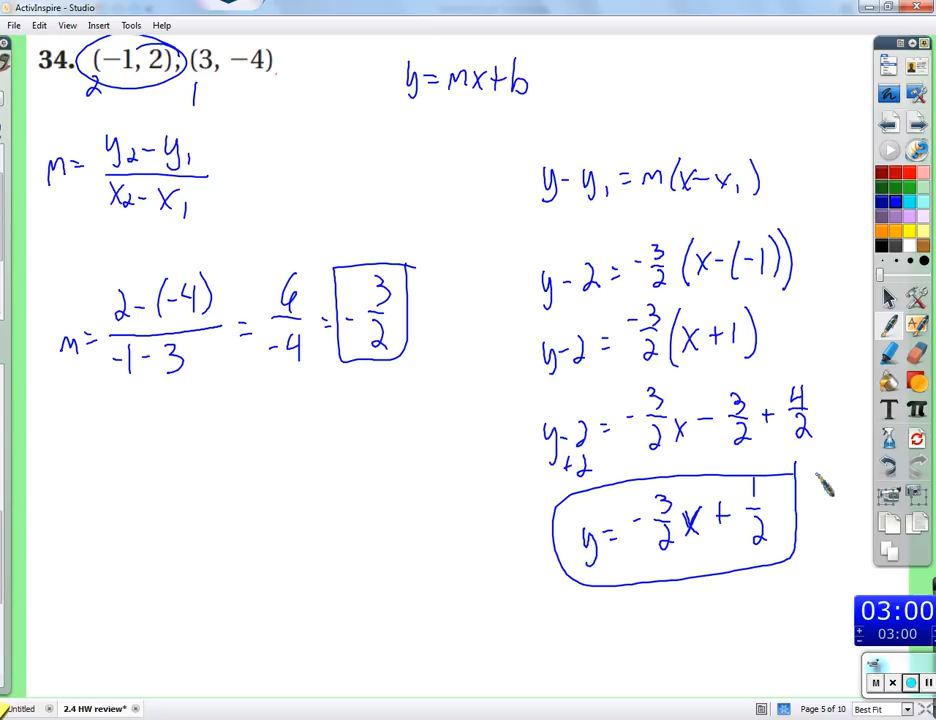 ActivInspire - Studio
File Edit View Insert Tools Help
34. (−1, 2), (3, −4)
2 1
y = mx + b
m = y₂ − y₁ / x₂ − x₁
m = 2 − (−4) / −1 − 3 = 6 / −4 = − 3/2
y − y₁ = m(x − x₁)
y − 2 = −3/2 (x − (−1))
y − 2 = −3/2 (x + 1)
y − 2 = −3/2 x − 3/2 + 4/2
+2
y = −3/2 x + 1/2
03:00
03:00
Untitled 2.4 HW review* Page 5 of 10 Best Fit